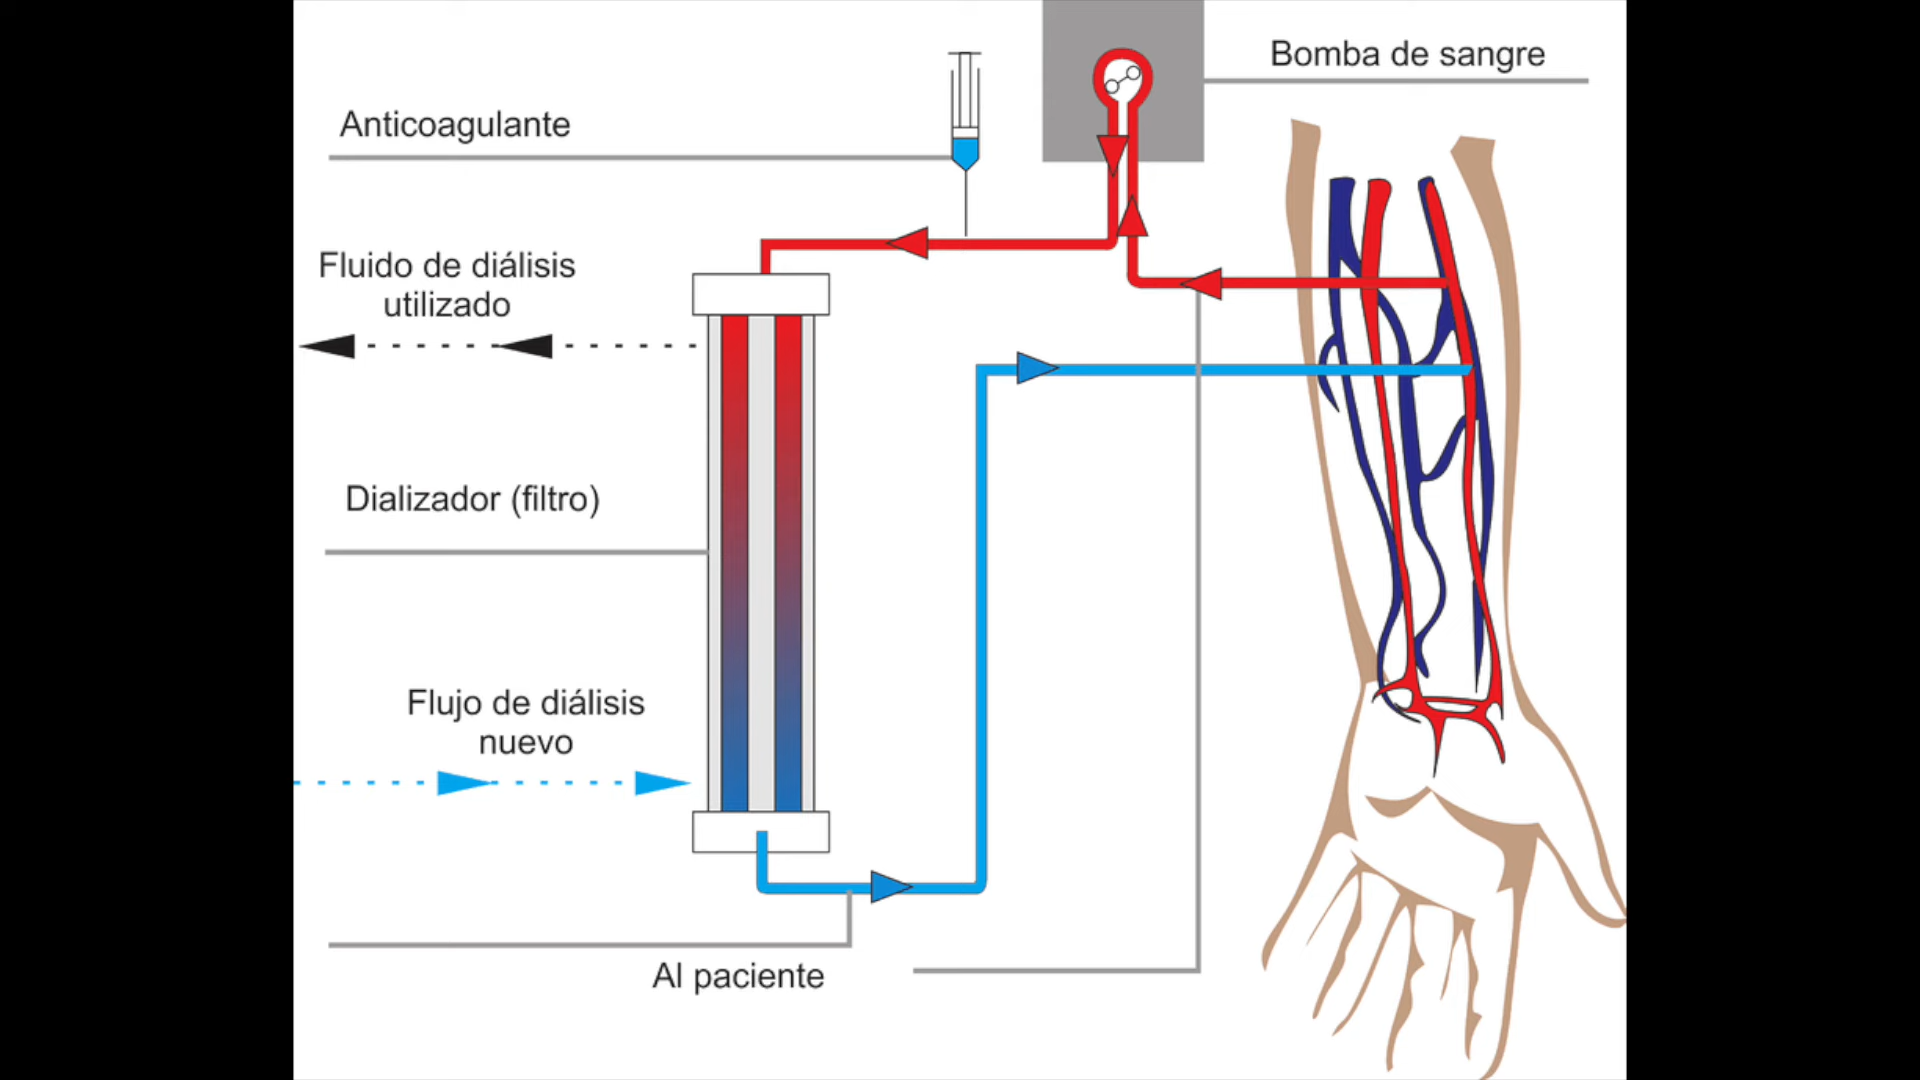 Bomba de sangre
Anticoagulante
Fluido de diálisis
utilizado
Dializador (filtro)
Flujo de diálisis
nuevo
Al paciente